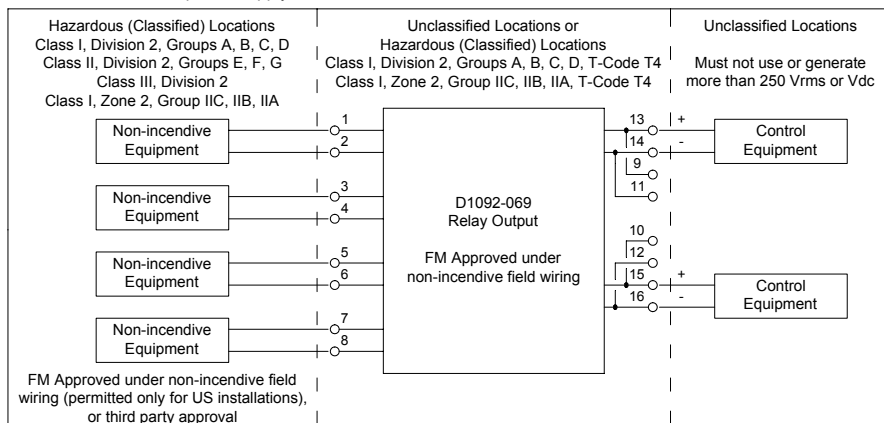 Hazardous (Classified) Locations
Class I, Division 2, Groups A, B, C, D
Class II, Division 2, Groups E, F, G
Class III, Division 2
Class I, Zone 2, Group IIC, IIB, IIA
Unclassified Locations or
Hazardous (Classified) Locations
Class I, Division 2, Groups A, B, C, D, T-Code T4
Class I, Zone 2, Group IIC, IIB, IIA, T-Code T4
Unclassified Locations
Must not use or generate
more than 250 Vrms or Vdc
Non-incendive
Equipment
1
2
Non-incendive
Equipment
3
4
Non-incendive
Equipment
5
6
Non-incendive
Equipment
7
8
D1092-069
Relay Output
FM Approved under
non-incendive field wiring
13 +
14 -
9
11
Control
Equipment
10
12
15 +
16 -
Control
Equipment
FM Approved under non-incendive field
wiring (permitted only for US installations),
or third party approval